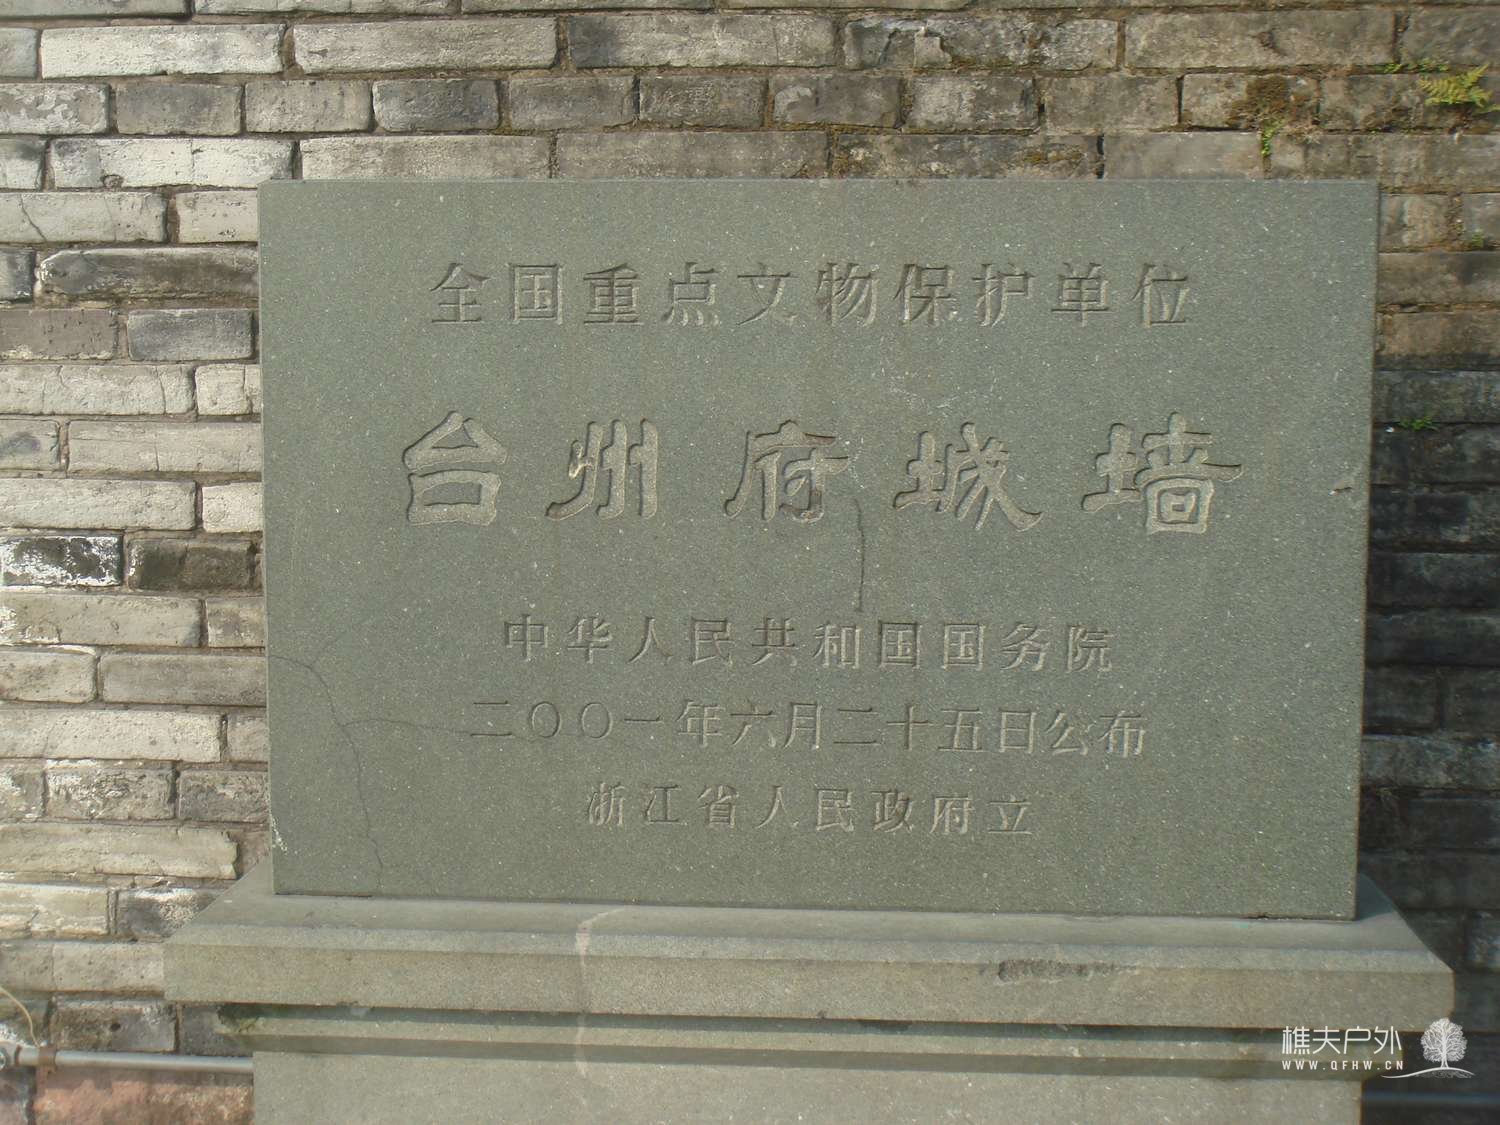 全国重点文物保护单位
台州府城墙
中华人民共和国国务院
二〇〇一年六月二十五日公布
浙江省人民政府立
樵夫户外
WWW.QFHW.CN